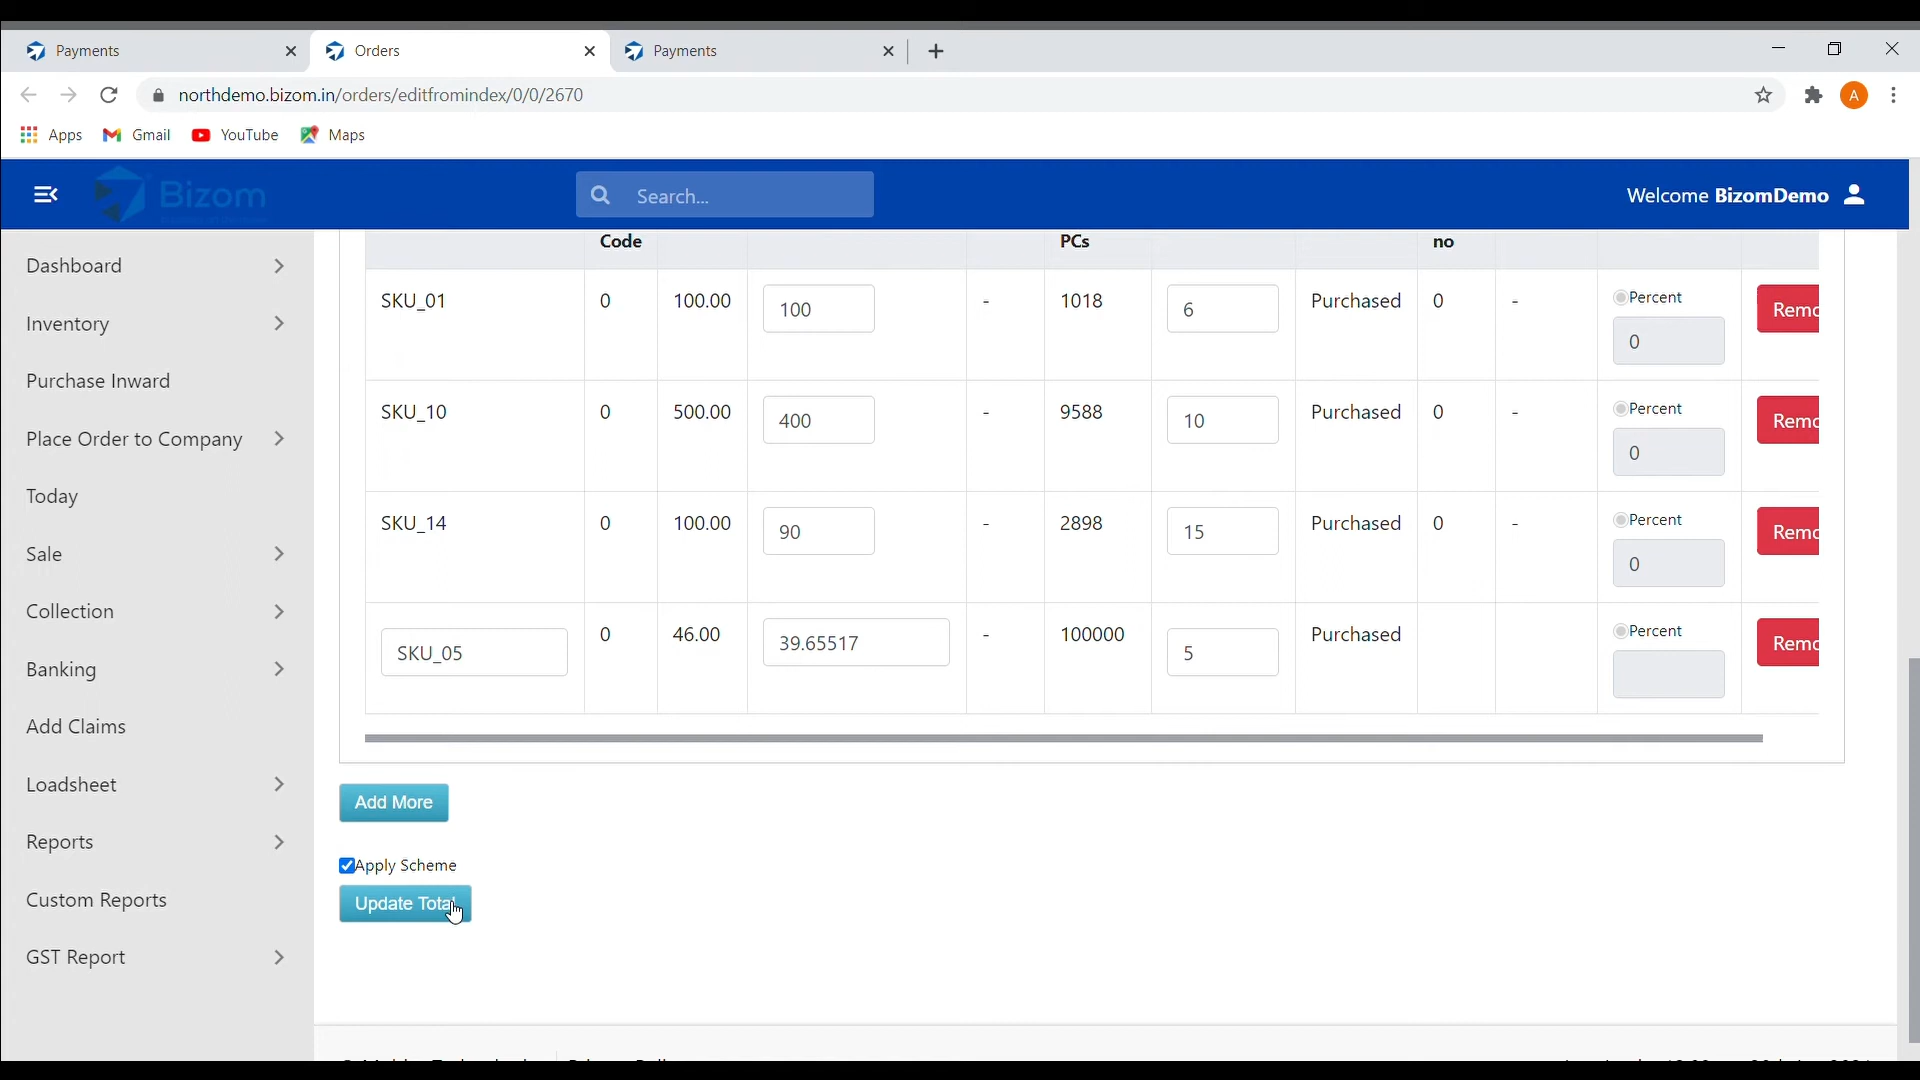 Payments
Orders
Payments
northdemo.bizom.in/orders/editfromindex/0/0/2670
A
Apps Gmail YouTube Maps
Bizom
Search...
Welcome BizomDemo
Dashboard
Inventory
Purchase Inward
Place Order to Company
Today
Sale
Collection
Banking
Add Claims
Loadsheet
Reports
Custom Reports
GST Report
Code PCs no
SKU_01 0 100.00 100 - 1018 6 Purchased 0 - Percent 0 Remo
SKU_10 0 500.00 400 - 9588 10 Purchased 0 - Percent 0 Remo
SKU_14 0 100.00 90 - 2898 15 Purchased 0 - Percent 0 Remo
SKU_05 0 46.00 39.65517 - 100000 5 Purchased Percent Remo
Add More
Apply Scheme
Update Total